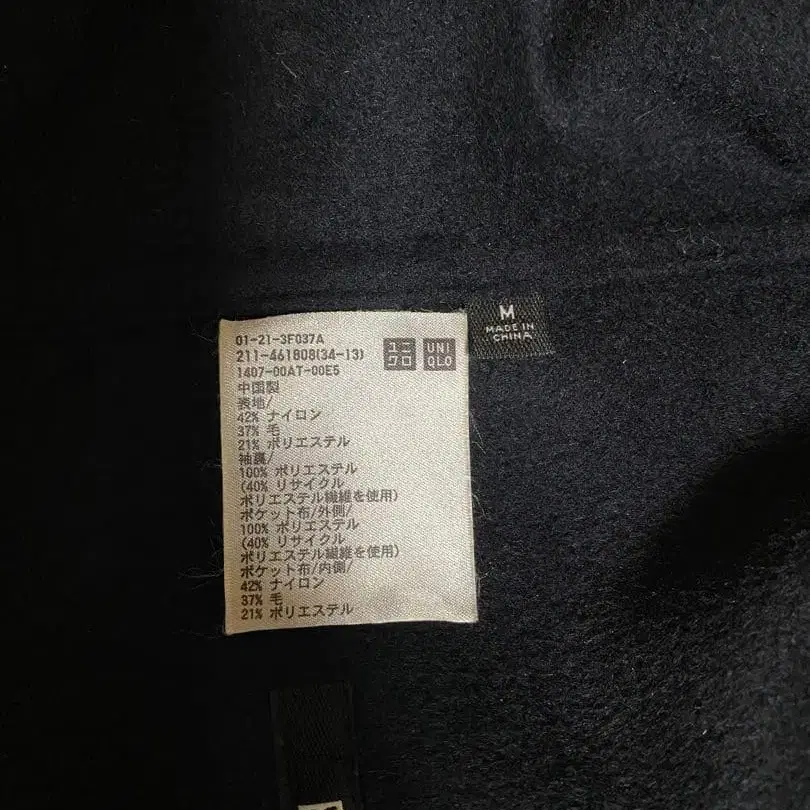 01-21-3F037A
211-461808(34-13)
1407-00AT-00E5
ユニ
クロ
UNI
QLO
M
MADE IN
CHINA
中国製
表地/
42% ナイロン
37% 毛
21% ポリエステル
袖裏/
100% ポリエステル
(40% リサイクル
ポリエステル繊維を使用)
ポケット布/外側/
100% ポリエステル
(40% リサイクル
ポリエステル繊維を使用)
ポケット布/内側/
42% ナイロン
37% 毛
21% ポリエステル